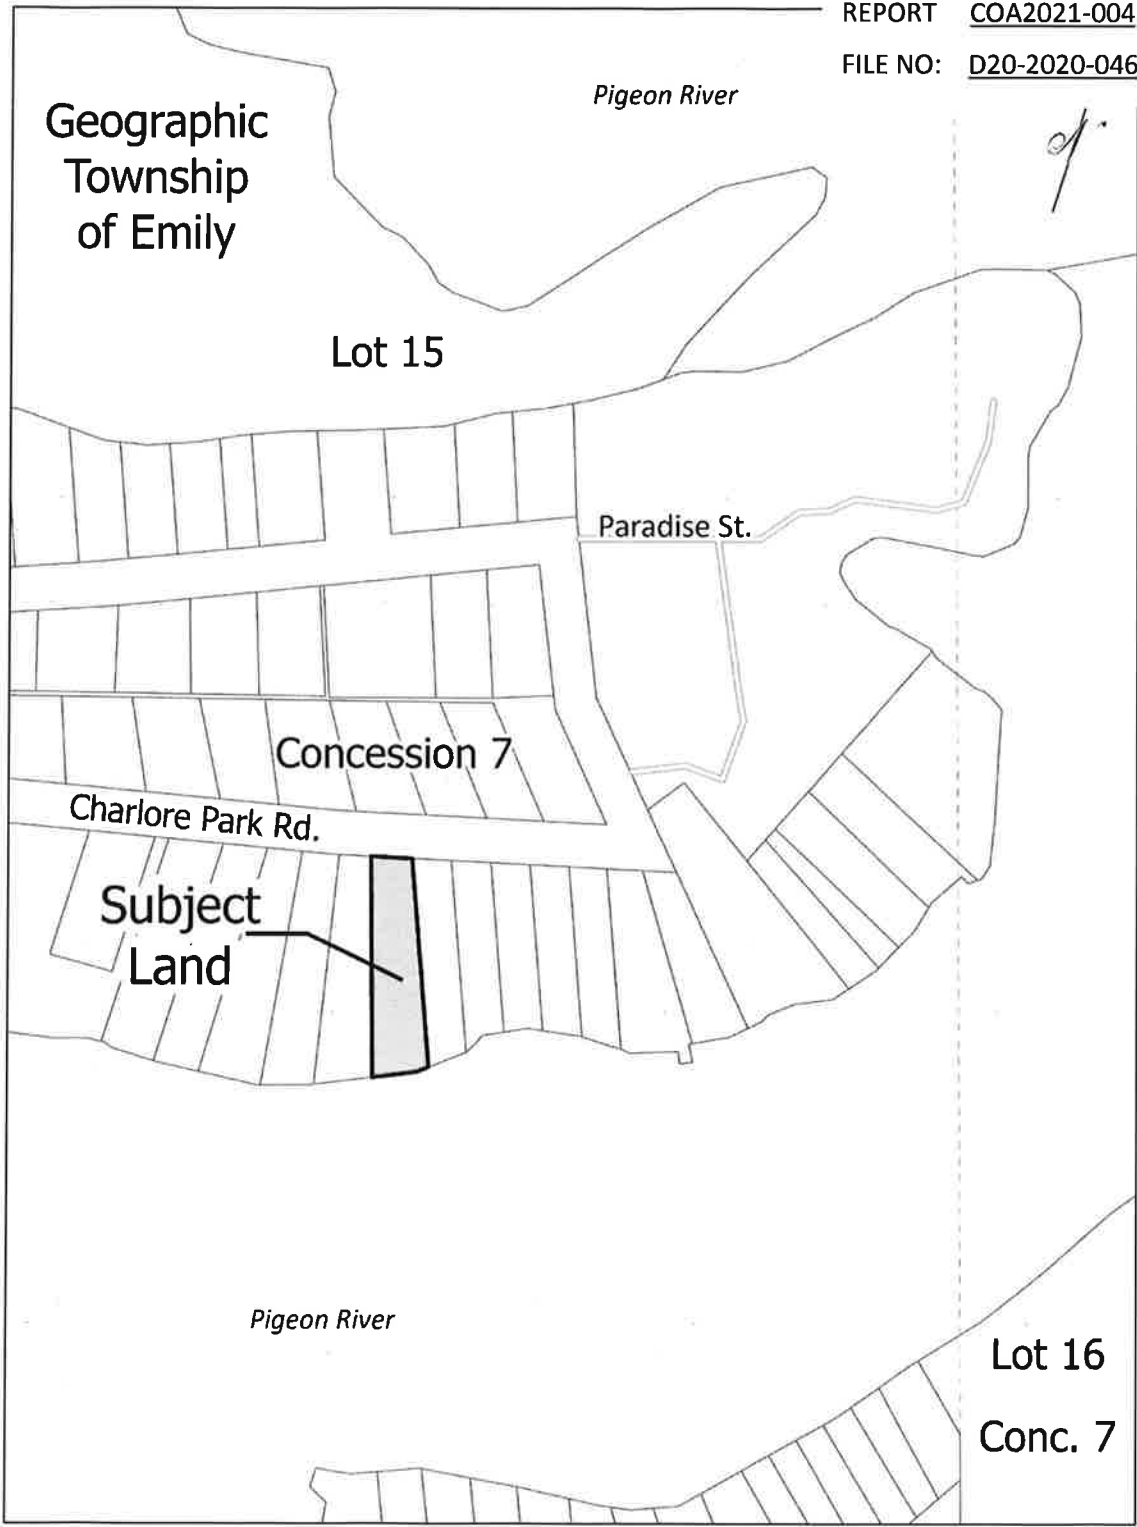 REPORT COA2021-004
FILE NO: D20-2020-046
Pigeon River
Geographic
Township
of Emily
Lot 15
Paradise St.
Concession 7
Charlore Park Rd.
Subject
Land
Pigeon River
Lot 16
Conc. 7